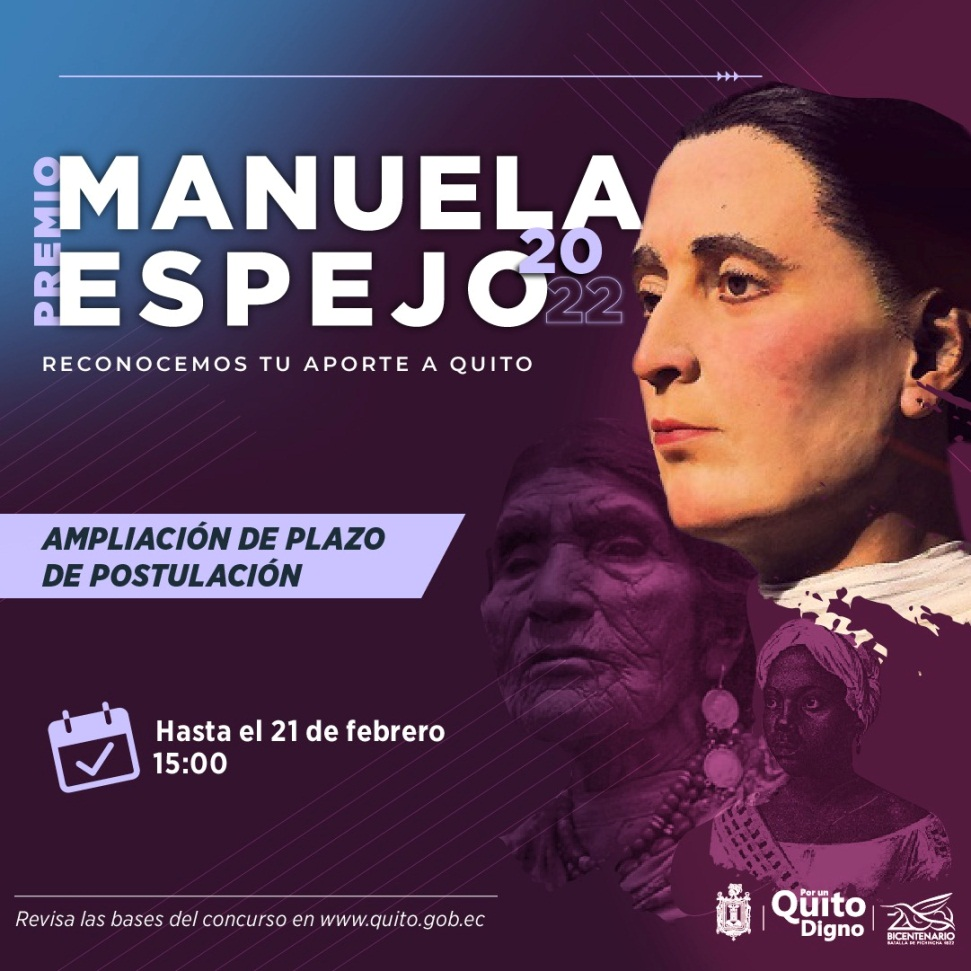 PREMIO
MANUELA
ESPEJO
2022
RECONOCEMOS TU APORTE A QUITO
AMPLIACIÓN DE PLAZO
DE POSTULACIÓN
Hasta el 21 de febrero
15:00
Revisa las bases del concurso en www.quito.gob.ec
Por un
Quito
Digno
200
BICENTENARIO
BATALLA DE PICHINCHA 1822